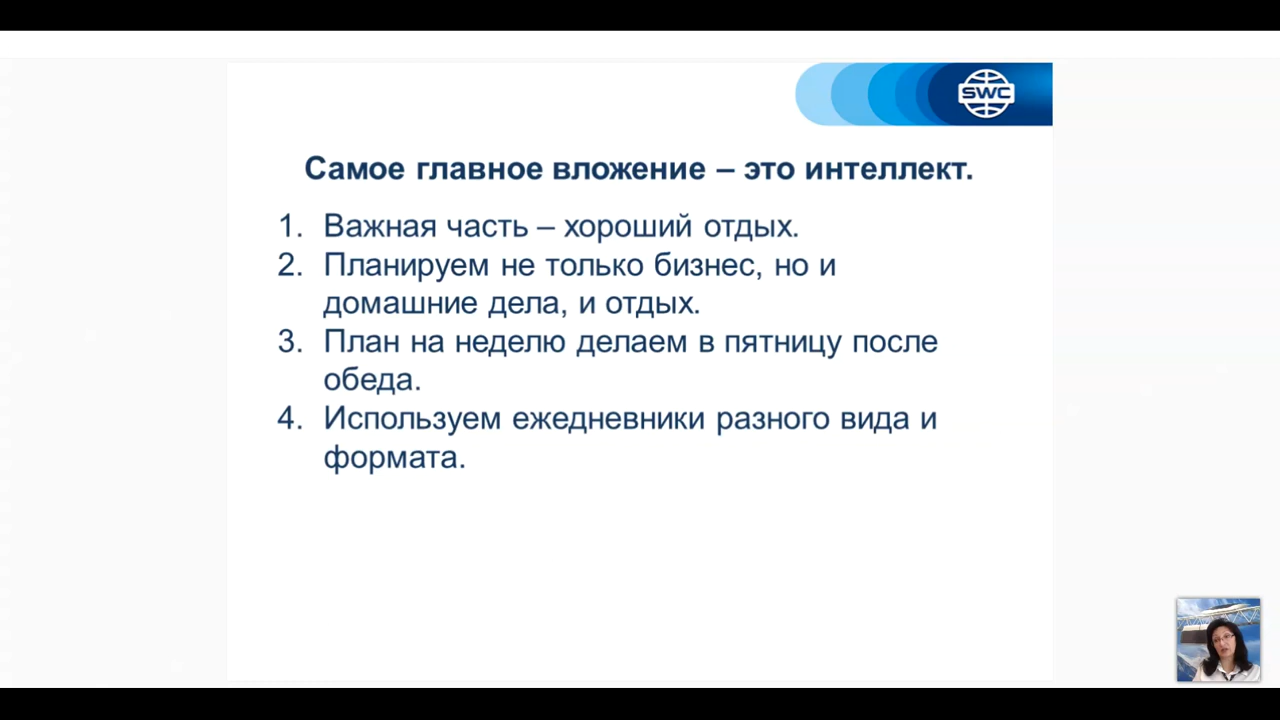 SWC
Самое главное вложение – это интеллект.
1. Важная часть – хороший отдых.
2. Планируем не только бизнес, но и
домашние дела, и отдых.
3. План на неделю делаем в пятницу после
обеда.
4. Используем ежедневники разного вида и
формата.